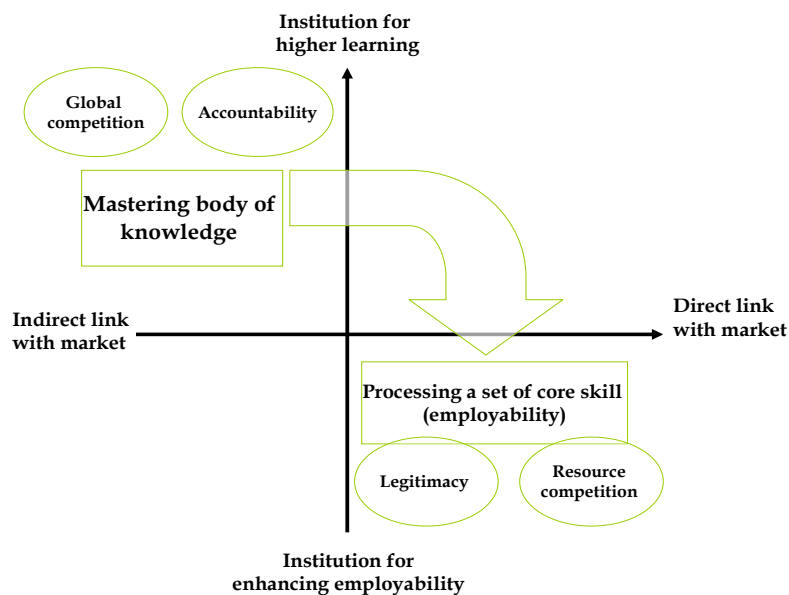 Institution for
higher learning
Global
competition
Accountability
Mastering body of
knowledge
Indirect link
with market
Direct link
with market
Processing a set of core skill
(employability)
Legitimacy
Resource
competition
Institution for
enhancing employability